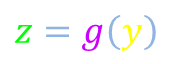 z = g(y)